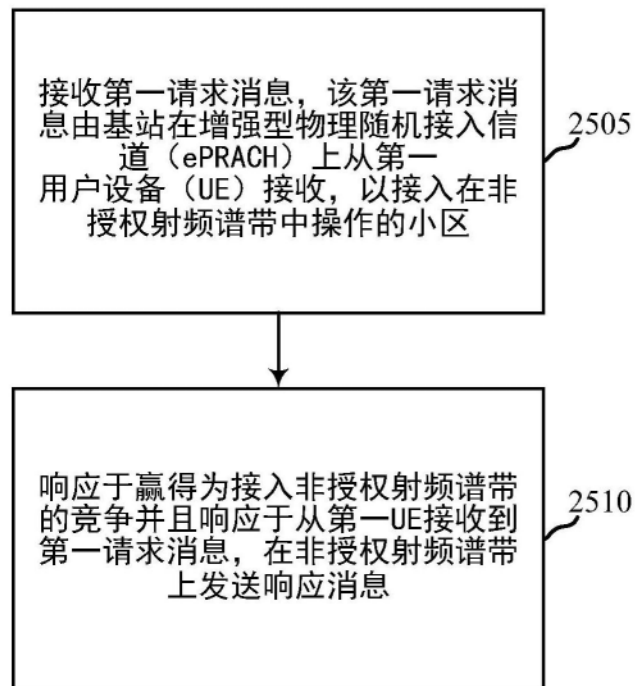 接收第一请求消息，该第一请求消
息由基站在增强型物理随机接入信
道（ePRACH）上从第一
用户设备（UE）接收，以接入在非
授权射频谱带中操作的小区
2505
响应于赢得为接入非授权射频谱带
的竞争并且响应于从第一UE接收到
第一请求消息，在非授权射频谱带
上发送响应消息
2510